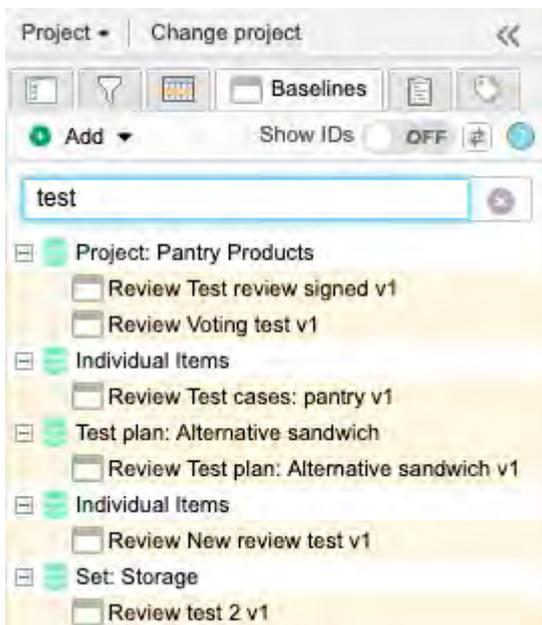 Project
Change project
Baselines
Add
Show IDs OFF
test
Project: Pantry Products
Review Test review signed v1
Review Voting test v1
Individual Items
Review Test cases: pantry v1
Test plan: Alternative sandwich
Review Test plan: Alternative sandwich v1
Individual Items
Review New review test v1
Set: Storage
Review test 2 v1